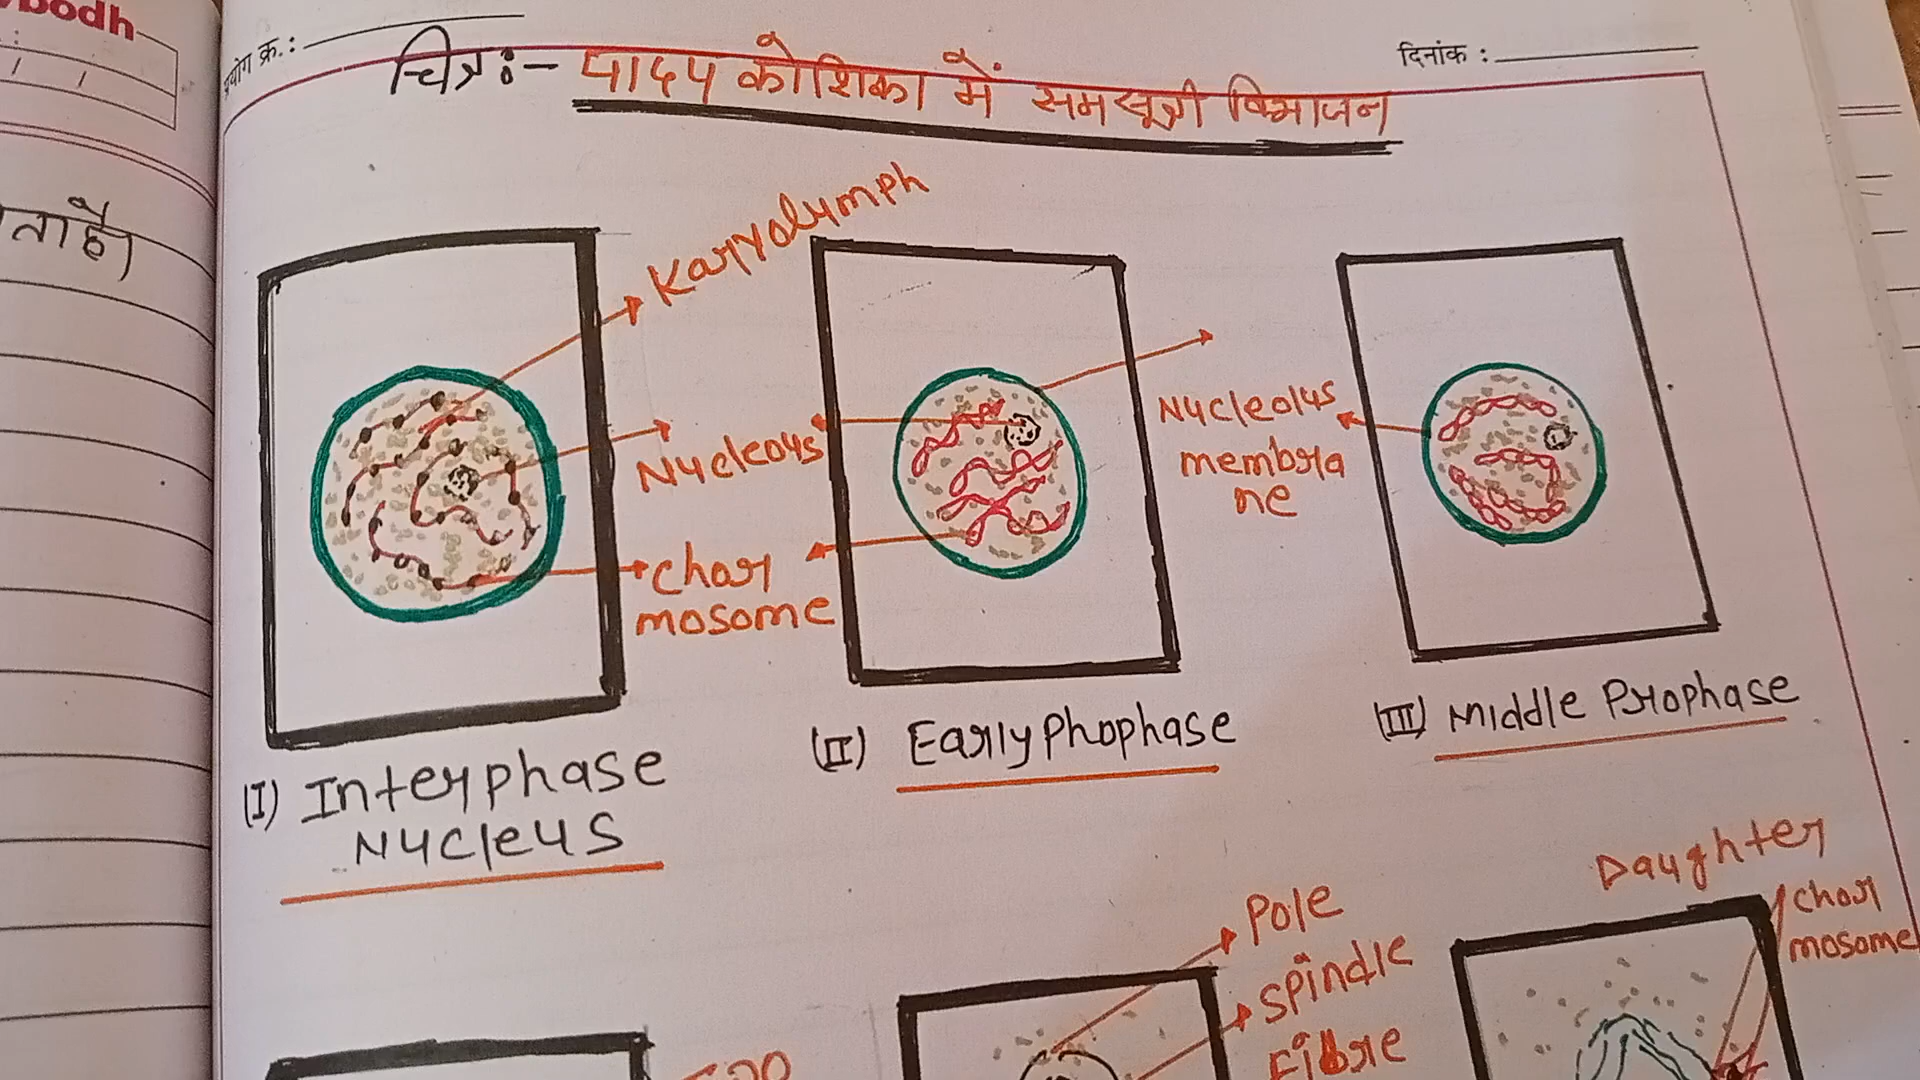 bodh
प्रयोग क्र.:
दिनांक :
चित्र:- पादप कोशिका में समसूत्री विभाजन
ता है।
Karyolymph
Nucleous
Chor
mosome
Nucleolus
membra
ne
(I) Interphase
Nucleus
(II) Early Phophase
(III) Middle Prophase
Daughter
Chor
mosome
Pole
Spindle
Fibre